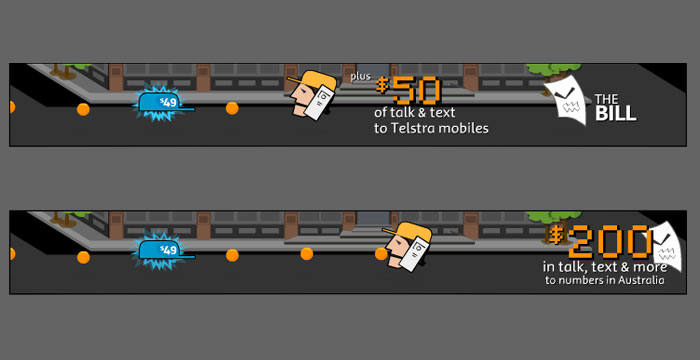 $49
plus
$50
of talk & text
to Telstra mobiles
THE
BILL
$49
$200
in talk, text & more
to numbers in Australia